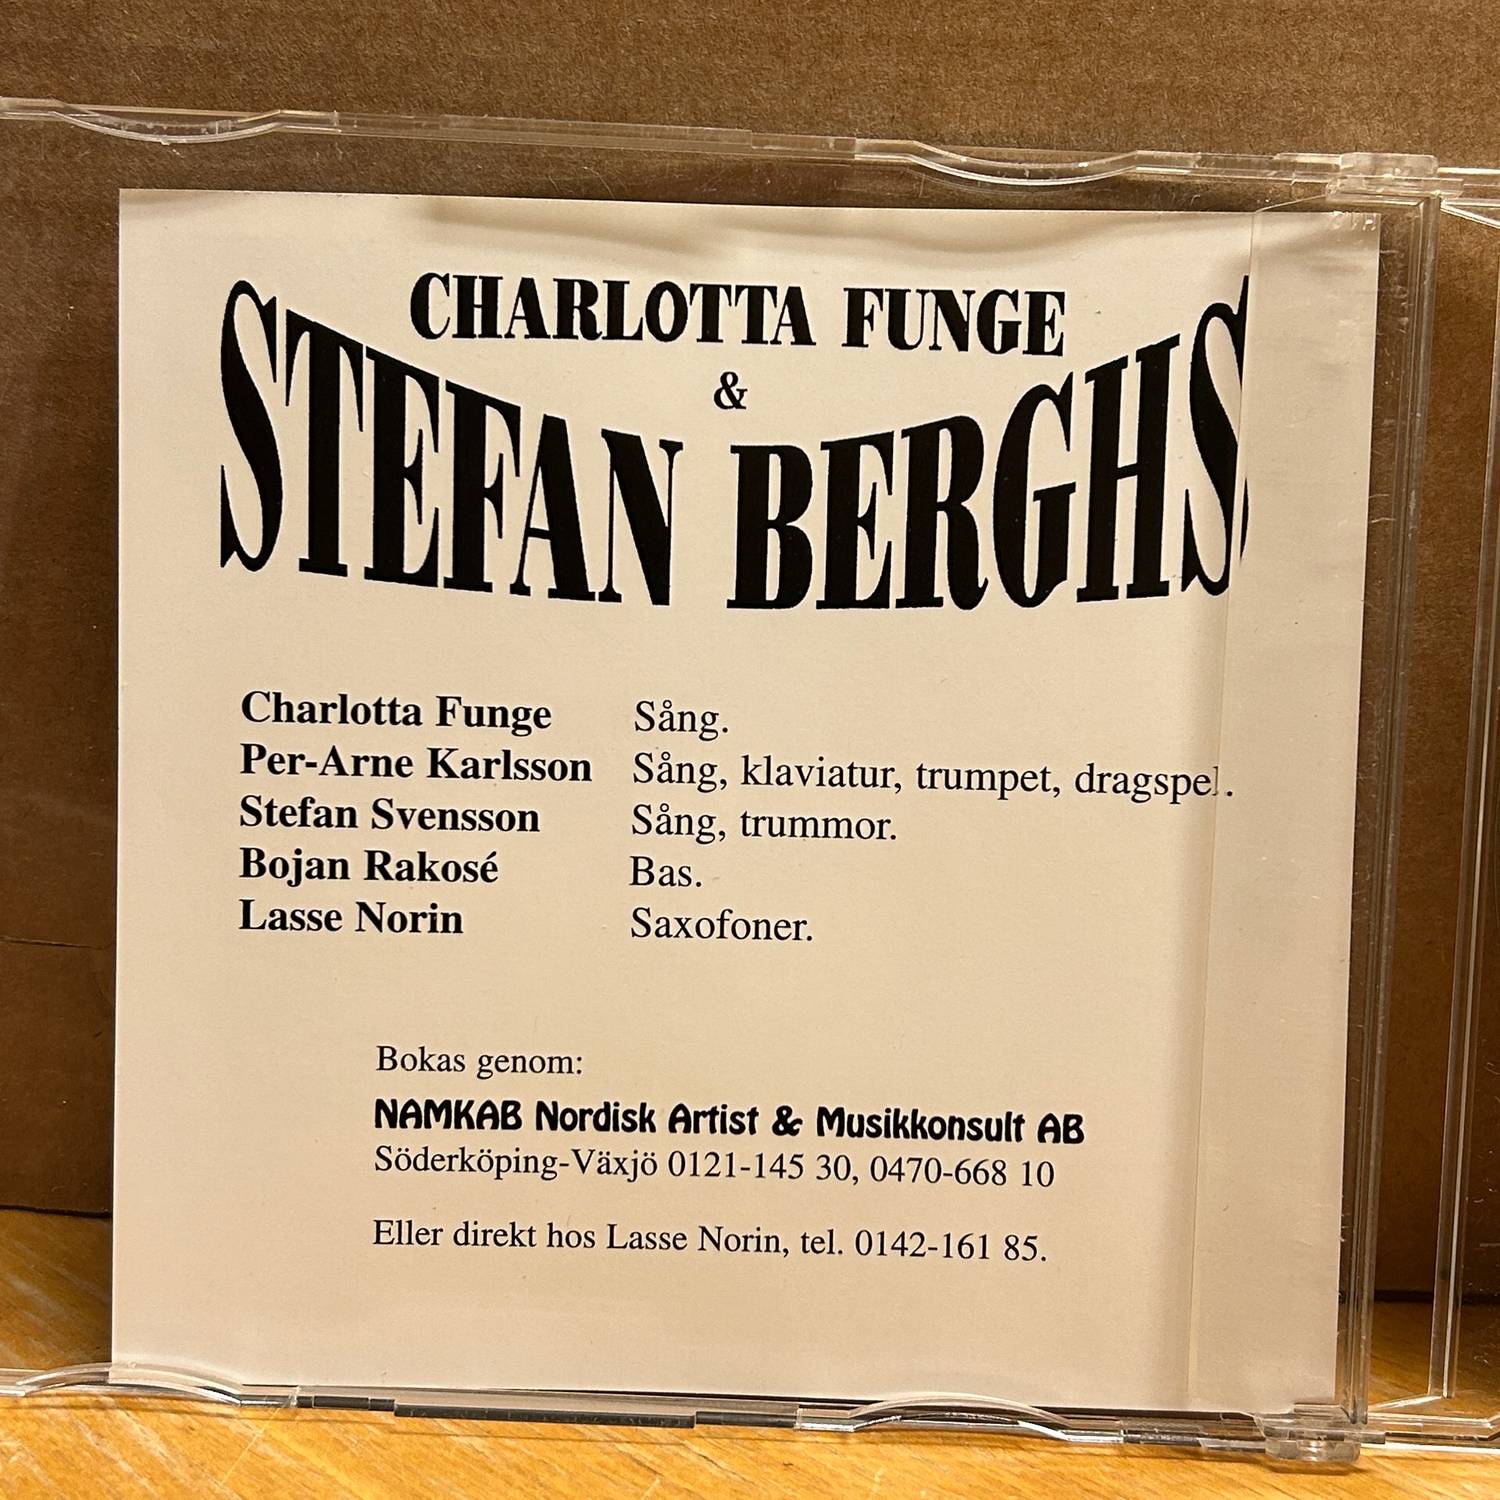 CHARLOTTA FUNGE
&
STEFAN BERGHS
Charlotta Funge Sång.
Per-Arne Karlsson Sång, klaviatur, trumpet, dragspel.
Stefan Svensson Sång, trummor.
Bojan Rakosé Bas.
Lasse Norin Saxofoner.
Bokas genom:
NAMKAB Nordisk Artist & Musikkonsult AB
Söderköping-Växjö 0121-145 30, 0470-668 10
Eller direkt hos Lasse Norin, tel. 0142-161 85.